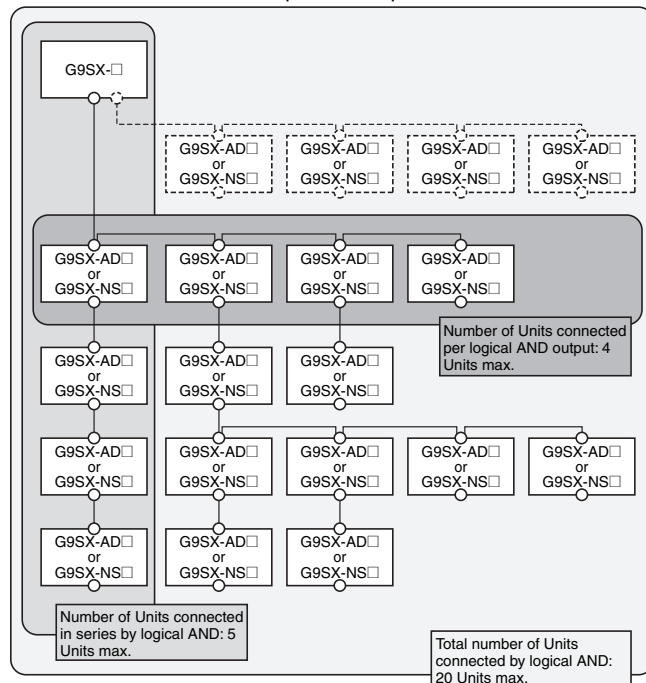 G9SX-□
G9SX-AD□
or
G9SX-NS□
G9SX-AD□
or
G9SX-NS□
G9SX-AD□
or
G9SX-NS□
G9SX-AD□
or
G9SX-NS□
G9SX-AD□
or
G9SX-NS□
G9SX-AD□
or
G9SX-NS□
G9SX-AD□
or
G9SX-NS□
G9SX-AD□
or
G9SX-NS□
Number of Units connected
per logical AND output: 4
Units max.
G9SX-AD□
or
G9SX-NS□
G9SX-AD□
or
G9SX-NS□
G9SX-AD□
or
G9SX-NS□
G9SX-AD□
or
G9SX-NS□
G9SX-AD□
or
G9SX-NS□
G9SX-AD□
or
G9SX-NS□
G9SX-AD□
or
G9SX-NS□
G9SX-AD□
or
G9SX-NS□
G9SX-AD□
or
G9SX-NS□
G9SX-AD□
or
G9SX-NS□
G9SX-AD□
or
G9SX-NS□
Number of Units connected
in series by logical AND: 5
Units max.
Total number of Units
connected by logical AND:
20 Units max.